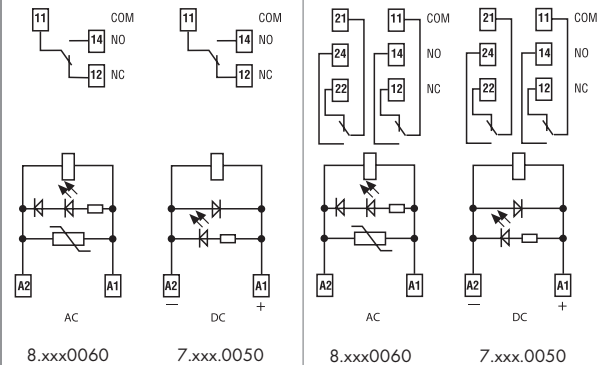 11 COM 11 COM 21 11 COM 21 11 COM
14 NO 14 NO 24 14 NO 24 14 NO
12 NC 12 NC 22 12 NC 22 12 NC
A2 A1 A2 A1 A2 A1 A2 A1
— + — +
AC DC AC DC
8.xxx0060 7.xxx.0050 8.xxx0060 7.xxx.0050